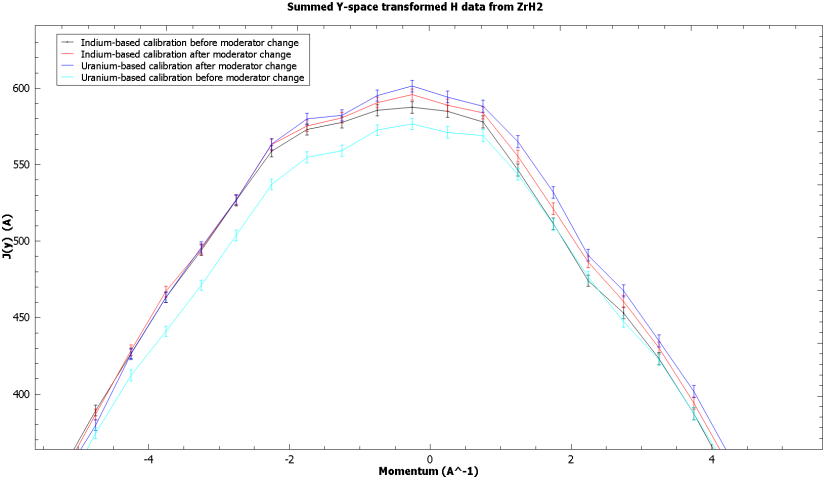 Summed Y-space transformed H data from ZrH2
Indium-based calibration before moderator change
Indium-based calibration after moderator change
Uranium-based calibration after moderator change
Uranium-based calibration before moderator change
600
550
500
450
400
J(y) (A)
-4 -2 0 2 4
Momentum (A^-1)